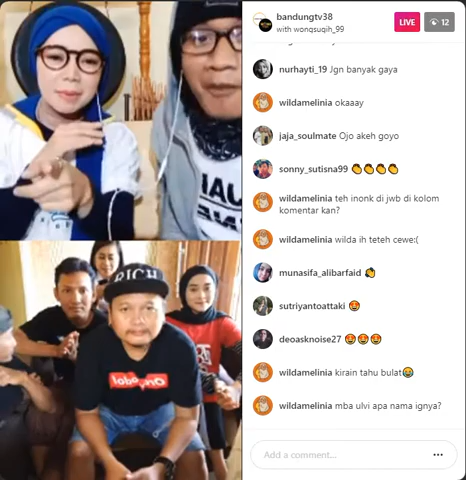 bandungtv38
with wonqsuqih_99
LIVE
12
nurhayti_19 Jgn banyak gaya
wildamelinia okaaay
jaja_soulmate Ojo akeh goyo
sonny_sutisna99 👏👏👏👏
wildamelinia teh inonk di jwb di kolom
komentar kan?
wildamelinia wilda ih teteh cewe:(
munasifa_alibarfaid 👏
sutriyantoattaki 🤩
deoasknoise27 🤩🤩🤩
wildamelinia kirain tahu bulat😭
wildamelinia mba ulvi apa nama ignya?
Add a comment...
RICH